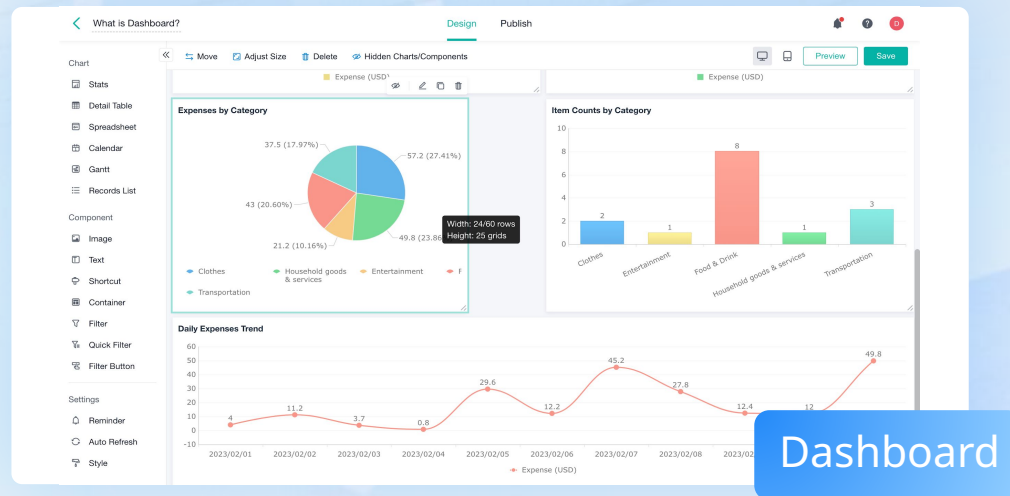 What is Dashboard?
Design
Publish
D
Chart
Stats
Detail Table
Spreadsheet
Calendar
Gantt
Records List
Component
Image
Text
Shortcut
Container
Filter
Quick Filter
Filter Button
Settings
Reminder
Auto Refresh
Style
Move
Adjust Size
Delete
Hidden Charts/Components
Preview
Save
Expense (USD)
Expense (USD)
Expenses by Category
37.5 (17.97%)
57.2 (27.41%)
43 (20.60%)
21.2 (10.16%)
49.8 (23.86
Width: 24/60 rows
Height: 25 grids
Clothes
Household goods
& services
Entertainment
F
Transportation
Item Counts by Category
10
8
6
4
2
0
2
1
8
1
3
Clothes
Entertainment
Food & Drink
Household goods & services
Transportation
Daily Expenses Trend
60
50
40
30
20
10
0
-10
4
11.2
3.7
0.8
29.6
12.2
45.2
27.8
12.4
12
49.8
2023/02/01
2023/02/02
2023/02/03
2023/02/04
2023/02/05
2023/02/06
2023/02/07
2023/02/08
2023/02
Expense (USD)
Dashboard